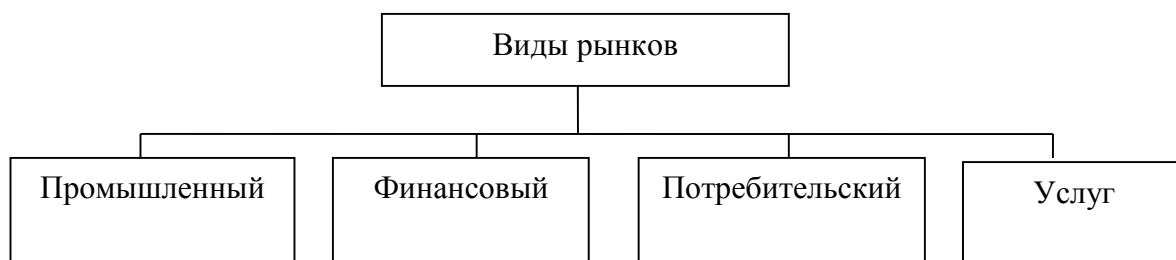 Виды рынков
Промышленный
Финансовый
Потребительский
Услуг